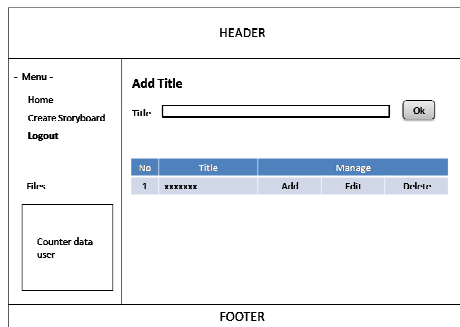 HEADER
- Menu -
Home
Create Storyboard
Logout
Files
Counter data
user
Add Title
Title
Ok
No Title Manage
1 xxxxxxx Add Edit Delete
FOOTER